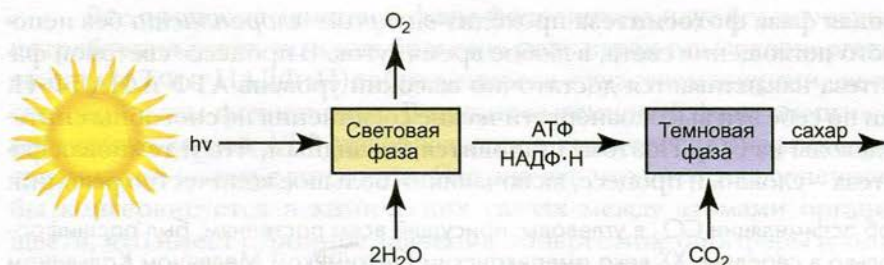 O₂
hν
Световая
фаза
АТФ
НАДФ·Н
Темновая
фаза
сахар
2H₂O
CO₂